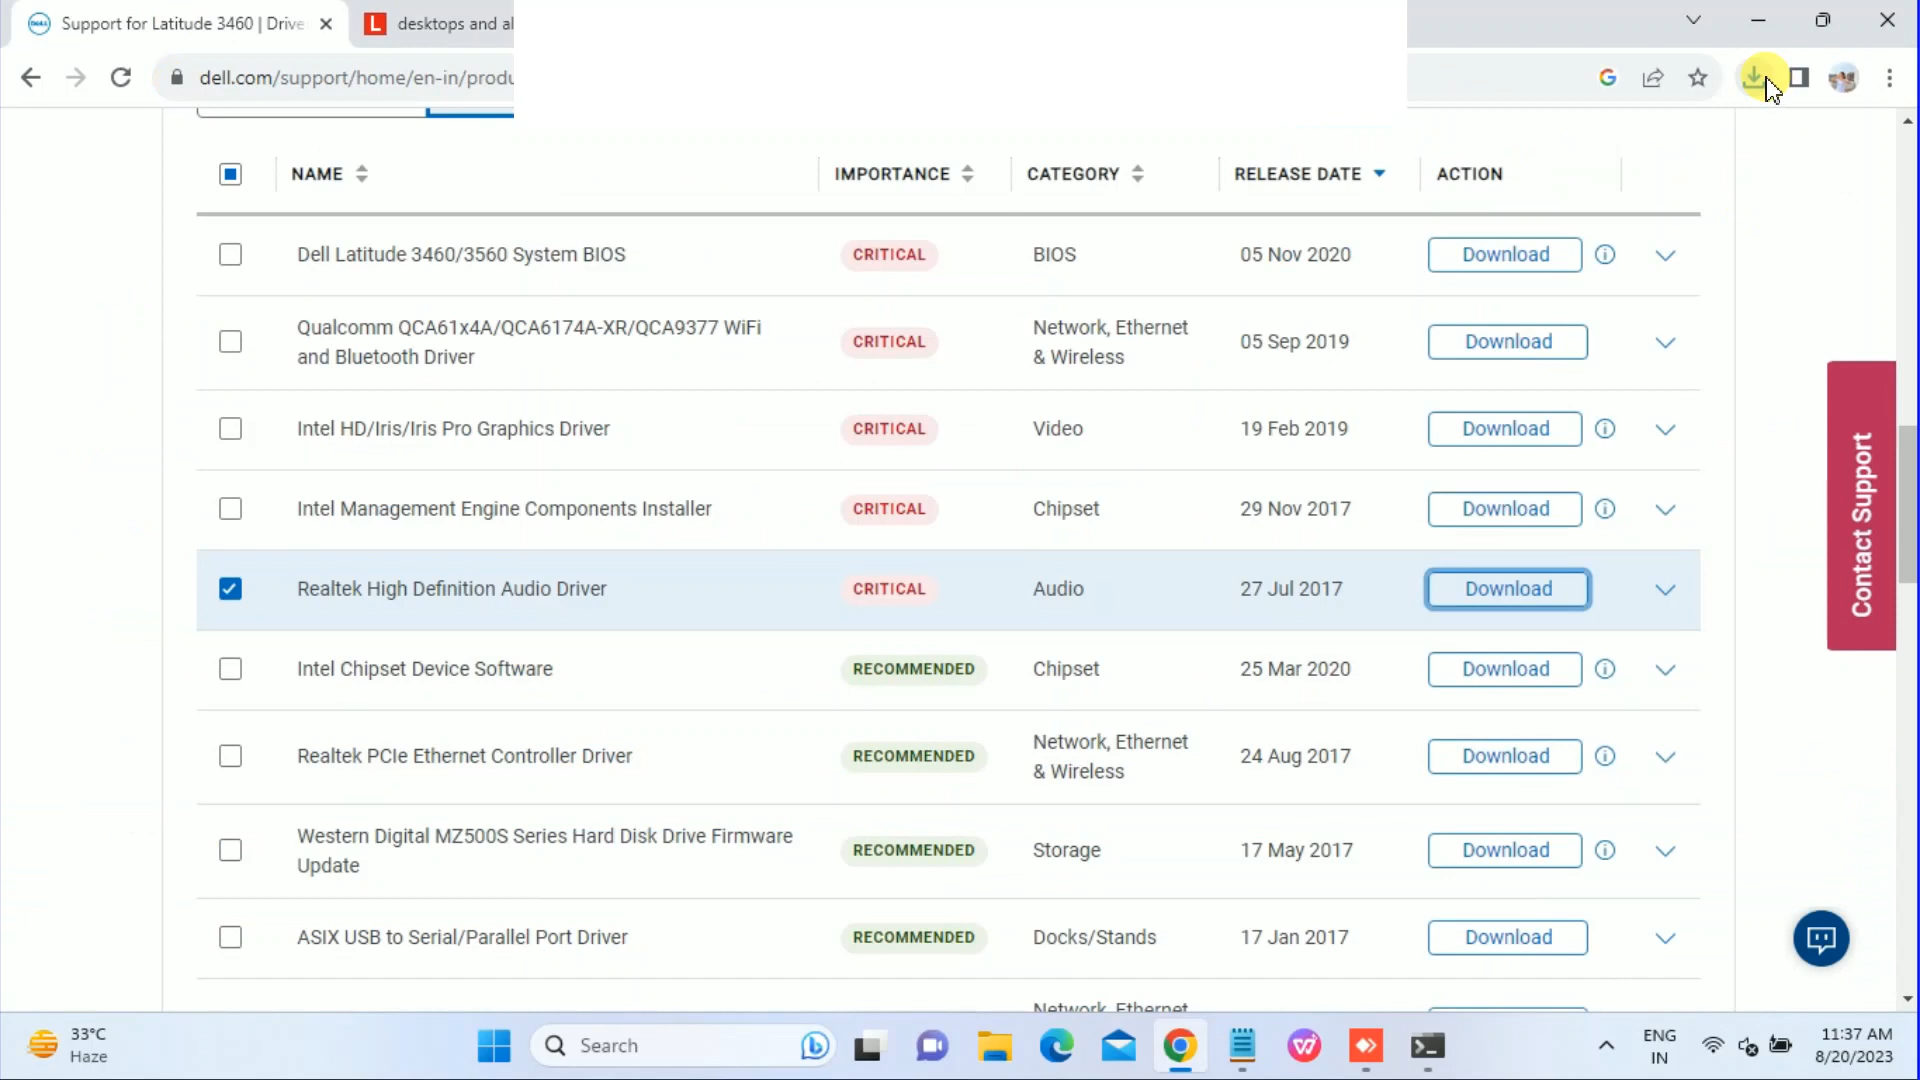 Support for Latitude 3460 | Drive
desktops and al
dell.com/support/home/en-in/produ
NAME
IMPORTANCE
CATEGORY
RELEASE DATE
ACTION
Dell Latitude 3460/3560 System BIOS
CRITICAL
BIOS
05 Nov 2020
Download
Qualcomm QCA61x4A/QCA6174A-XR/QCA9377 WiFi
and Bluetooth Driver
CRITICAL
Network, Ethernet
& Wireless
05 Sep 2019
Download
Intel HD/Iris/Iris Pro Graphics Driver
CRITICAL
Video
19 Feb 2019
Download
Intel Management Engine Components Installer
CRITICAL
Chipset
29 Nov 2017
Download
Realtek High Definition Audio Driver
CRITICAL
Audio
27 Jul 2017
Download
Intel Chipset Device Software
RECOMMENDED
Chipset
25 Mar 2020
Download
Realtek PCIe Ethernet Controller Driver
RECOMMENDED
Network, Ethernet
& Wireless
24 Aug 2017
Download
Western Digital MZ500S Series Hard Disk Drive Firmware
Update
RECOMMENDED
Storage
17 May 2017
Download
ASIX USB to Serial/Parallel Port Driver
RECOMMENDED
Docks/Stands
17 Jan 2017
Download
Network, Ethernet
Contact Support
33°C
Haze
Search
ENG
IN
11:37 AM
8/20/2023